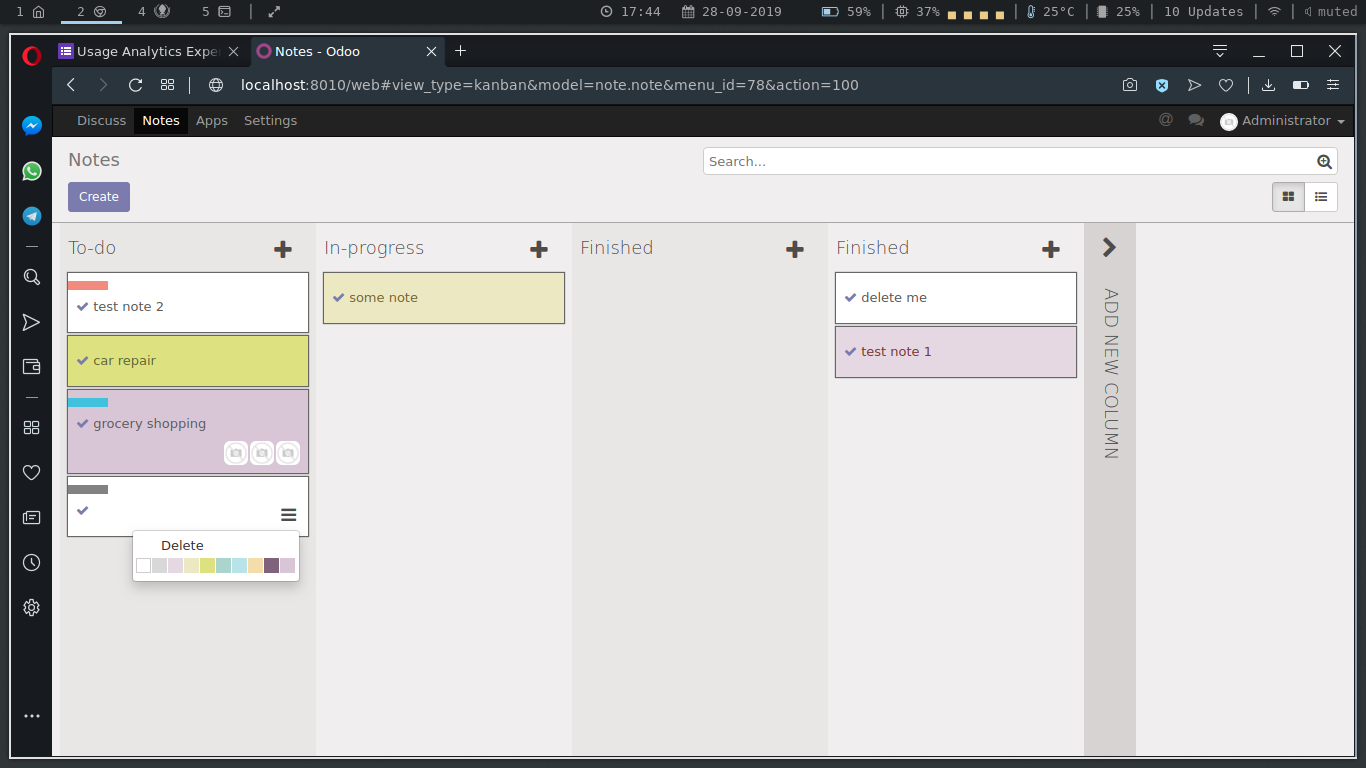 1 2 4 5 17:44 28-09-2019 59% 37% 25°C 25% 10 Updates muted
Usage Analytics Expe Notes - Odoo
localhost:8010/web#view_type=kanban&model=note.note&menu_id=78&action=100
Discuss Notes Apps Settings @ Administrator
Notes
Search...
Create
To-do
In-progress
Finished
Finished
test note 2
car repair
grocery shopping
Delete
some note
delete me
test note 1
ADD NEW COLUMN